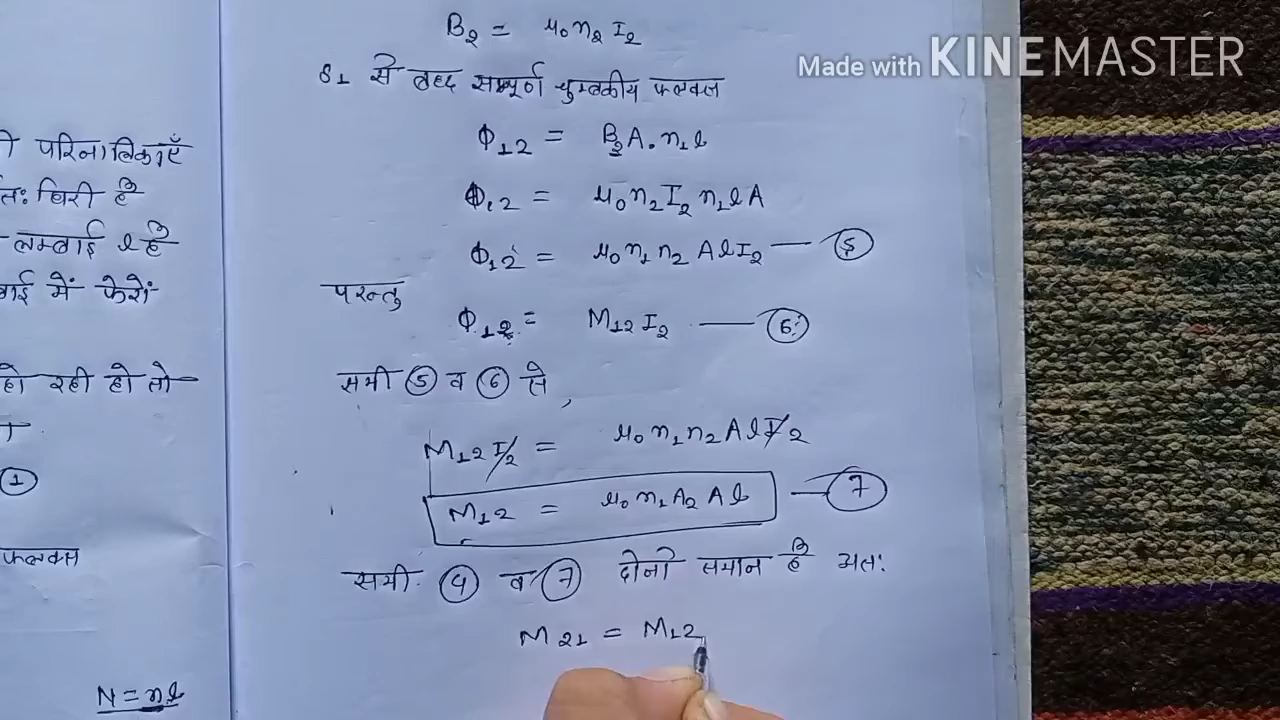 B₂ = μ₀n₂I₂
Made with KINEMASTER
S₁ से बद्ध सम्पूर्ण चुम्बकीय फ्लक्स
Φ₁₂ = B₂A.n₁l
Φ₁₂ = μ₀n₂I₂n₁lA
Φ₁₂ = μ₀n₁n₂AlI₂ — ⑤
परन्तु
Φ₁₂ = M₁₂I₂ — ⑥
समी ⑤ व ⑥ से,
M₁₂I₂ = μ₀n₁n₂AlI₂
M₁₂ = μ₀n₁A₂Al — ⑦
समी. ④ व ⑦ दोनो समान है अतः
M₂₁ = M₁₂
परिनालिकाएँ
घिरी है
लम्बाई l है
में फेरों
हो रही हो तो
①
फ्लक्स
N = nl